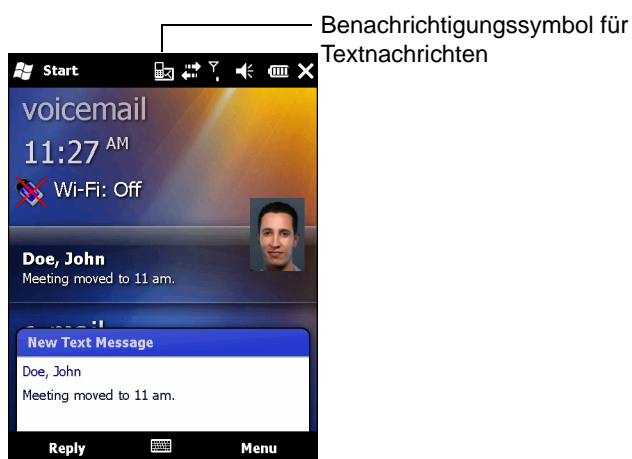 Benachrichtigungssymbol für
Textnachrichten
Start
voicemail
11:27 AM
Wi-Fi: Off
Doe, John
Meeting moved to 11 am.
New Text Message
Doe, John
Meeting moved to 11 am.
Reply
Menu